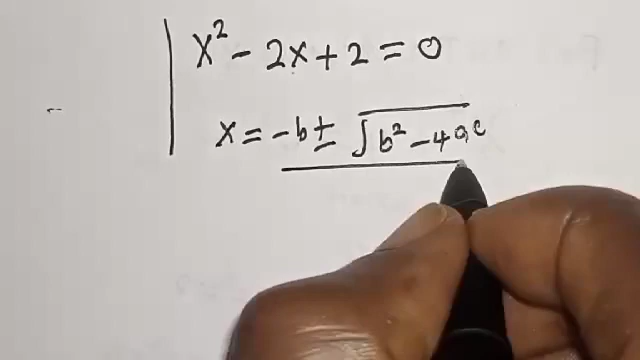 x² - 2x + 2 = 0
x = -b ± √b² - 4ac